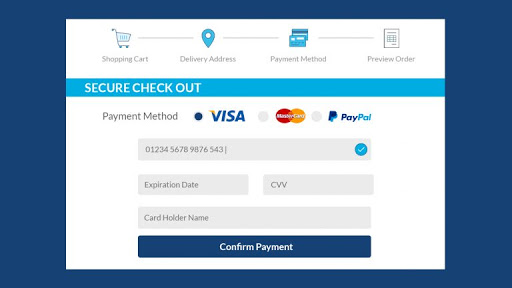 Shopping Cart Delivery Address Payment Method Preview Order
SECURE CHECK OUT
Payment Method VISA MasterCard PayPal
01234 5678 9876 543|
Expiration Date CVV
Card Holder Name
Confirm Payment